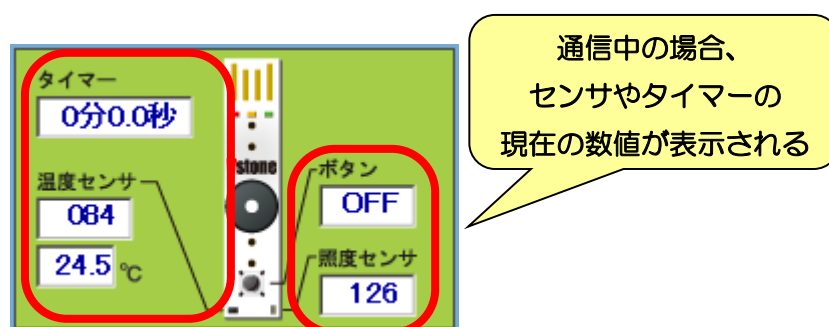 通信中の場合、
センサやタイマーの
現在の数値が表示される
タイマー
0分0.0秒
温度センサ
084
24.5 ℃
Vstone
ボタン
OFF
照度センサ
126